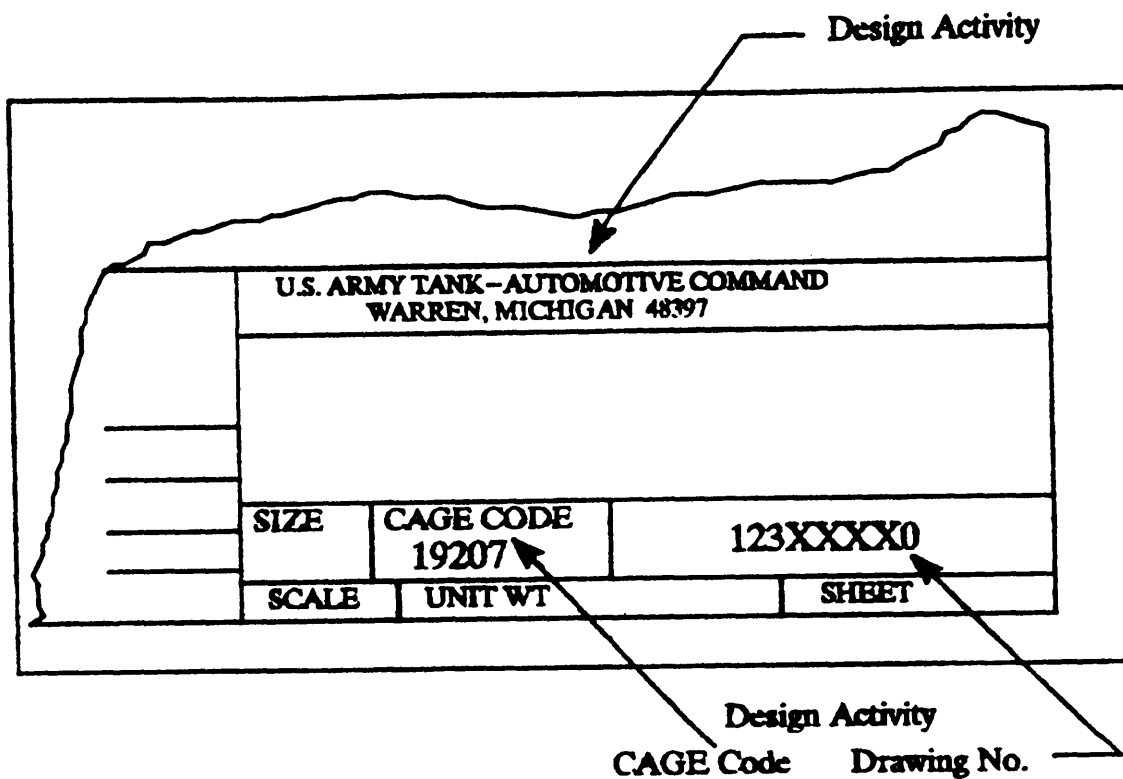 Design Activity
U.S. ARMY TANK-AUTOMOTIVE COMMAND
WARREN, MICHIGAN 48397
SIZE
CAGE CODE
19207
123XXXX0
SCALE
UNIT WT
SHEET
Design Activity
CAGE Code
Drawing No.